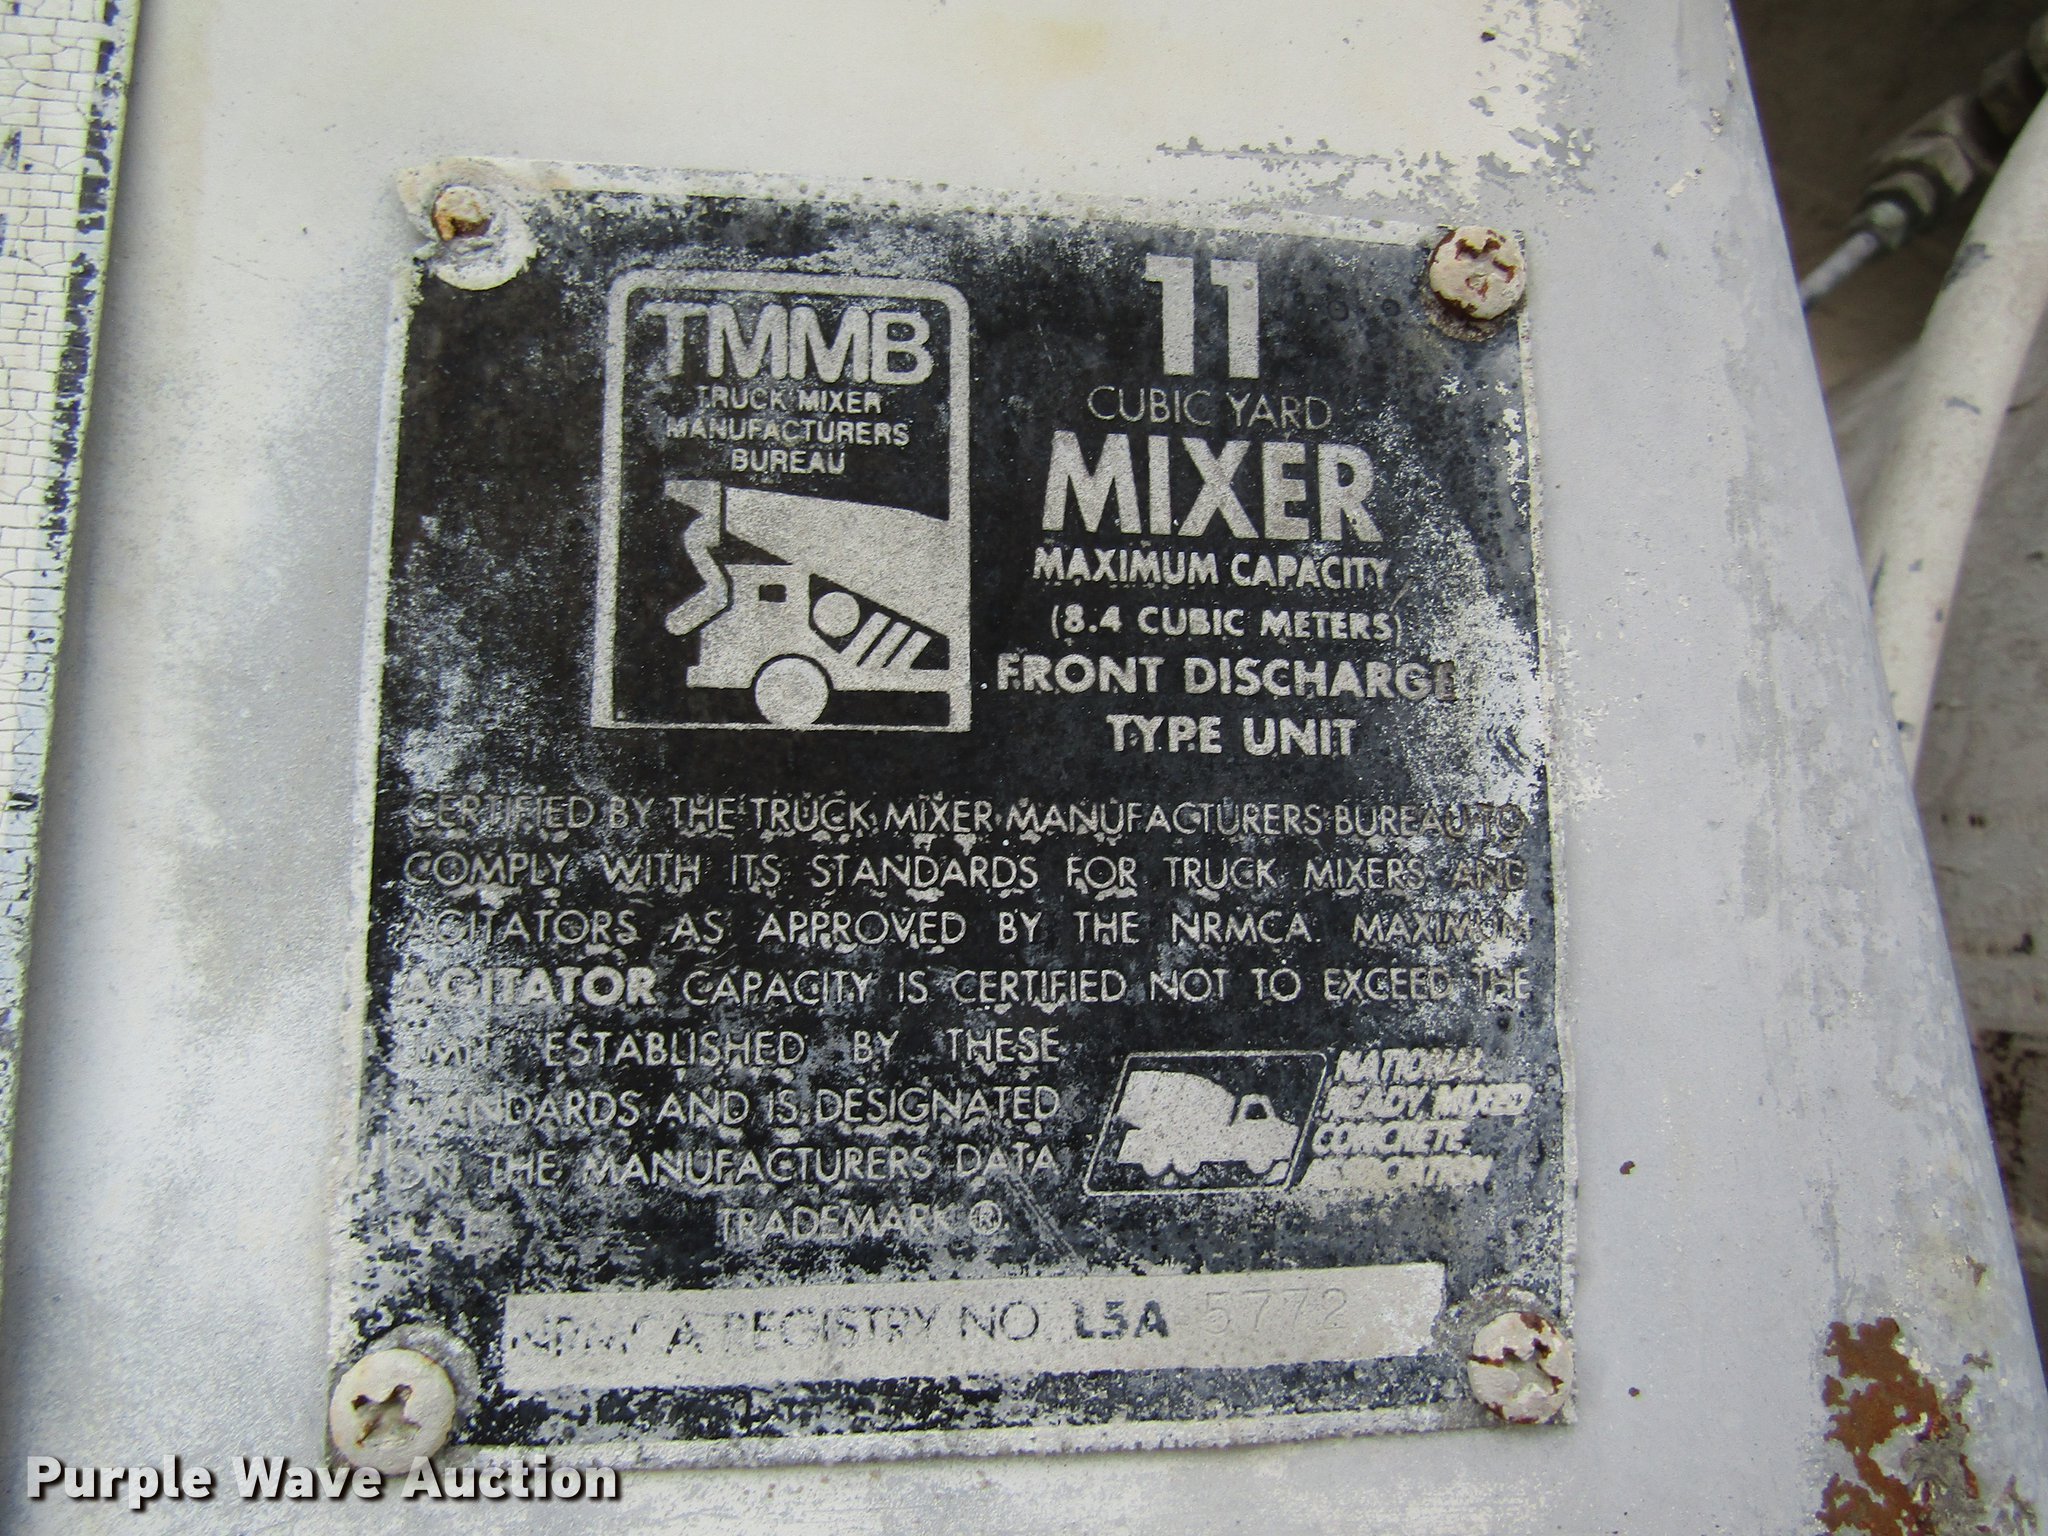 TMMB
TRUCK MIXER
MANUFACTURERS
BUREAU
11
CUBIC YARD
MIXER
MAXIMUM CAPACITY
(8.4 CUBIC METERS)
FRONT DISCHARGE
TYPE UNIT
CERTIFIED BY THE TRUCK MIXER MANUFACTURERS BUREAU TO
COMPLY WITH ITS STANDARDS FOR TRUCK MIXERS AND
AGITATORS AS APPROVED BY THE NRMCA. MAXIMUM
AGITATOR CAPACITY IS CERTIFIED NOT TO EXCEED THE
LIMIT ESTABLISHED BY THESE
STANDARDS AND IS DESIGNATED
ON THE MANUFACTURERS DATA
PLATE. TRADEMARK ®.
NATIONAL
READY MIXED
CONCRETE
ASSOCIATION
NRMCA REGISTRY NO. L5A 5772
Purple Wave Auction